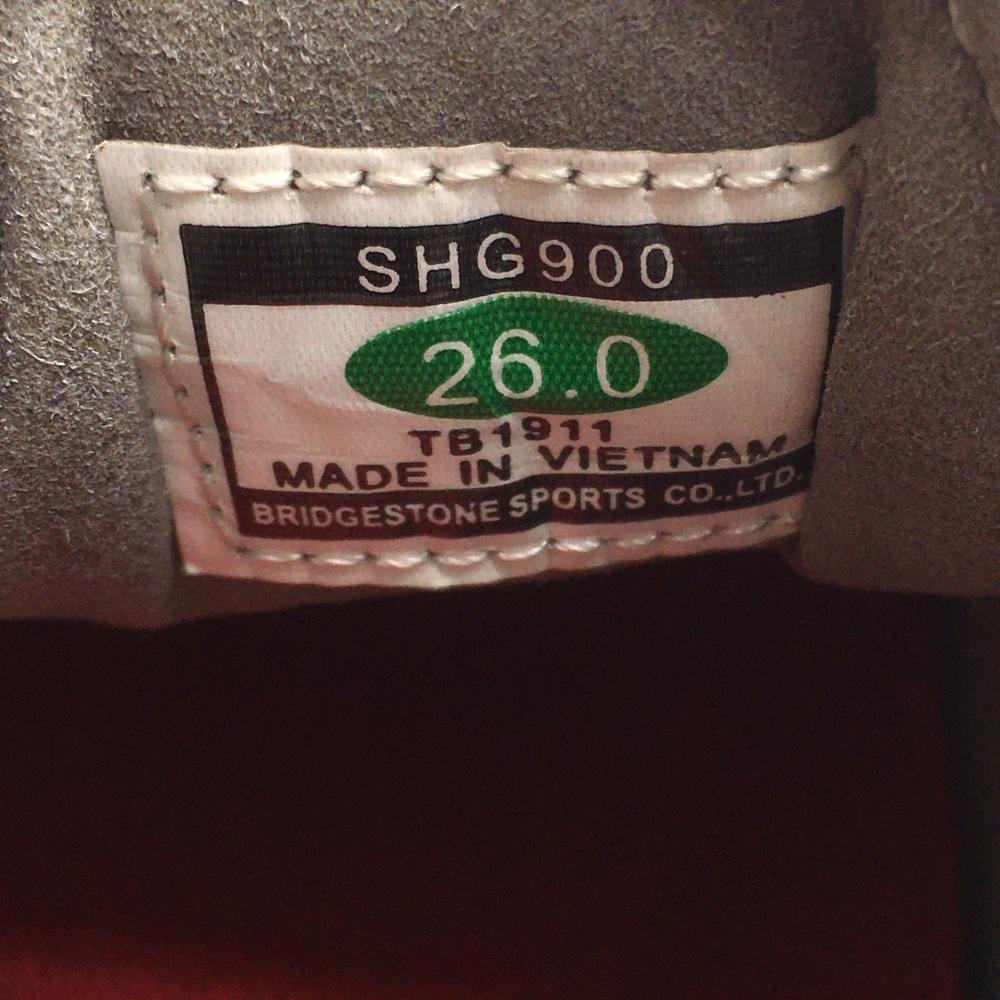 SHG900
26.0
TB1911
MADE IN VIETNAM
BRIDGESTONE SPORTS CO.,LTD.